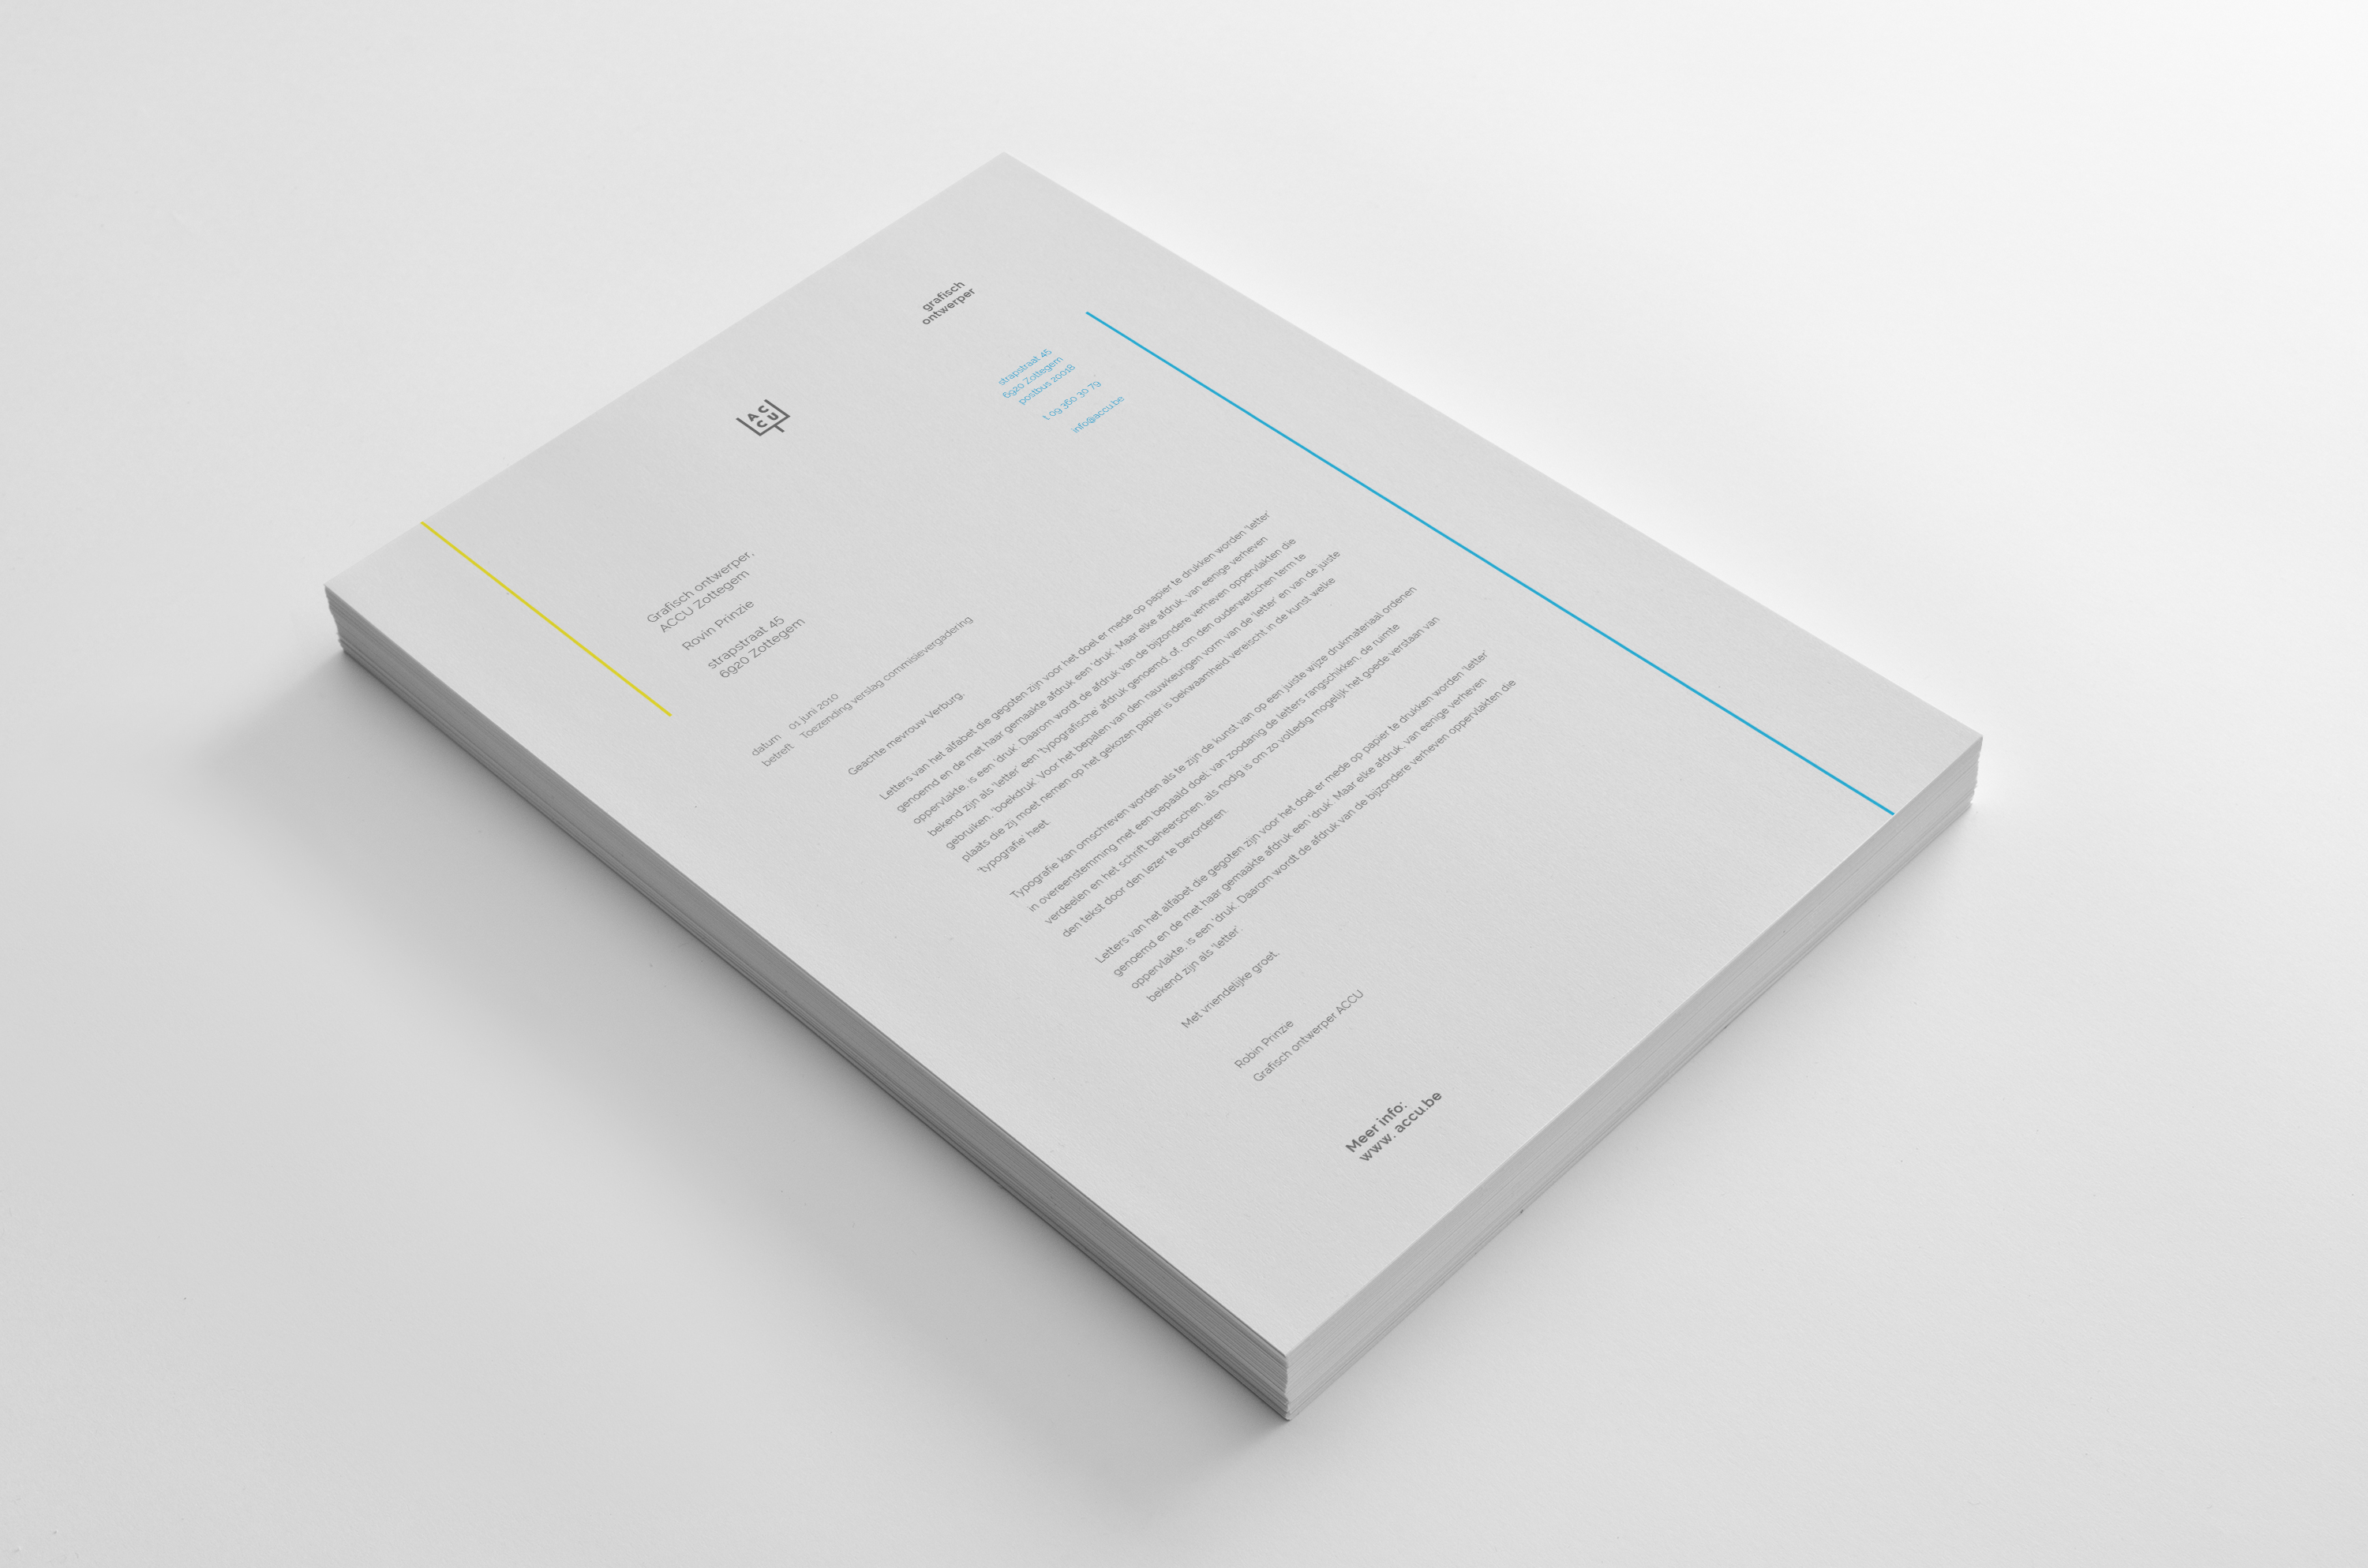 grafisch
ontwerper
AC
CU
strapstraat 45
6920 Zottegem
postbus 20018
t. 09 360 30 79
info@accu.be
Grafisch ontwerper,
ACCU Zottegem
Rovin Prinzie
strapstraat 45
6920 Zottegem
datum 01 juni 2010
betreft Toezending verslag commisievergadering
Geachte mevrouw Verburg,
Letters van het alfabet die gegoten zijn voor het doel er mede op papier te drukken worden 'letter'
genoemd en de met haar gemaakte afdruk een 'druk'. Maar elke afdruk, van eenige verheven
oppervlakte, is een 'druk'. Daarom wordt de afdruk van de bijzondere verheven oppervlakten die
bekend zijn als 'letter' een 'typografische' afdruk genoemd, of, om den ouderwetschen term te
gebruiken, 'boekdruk'. Voor het bepalen van den nauwkeurigen vorm van de 'letter' en van de juiste
plaats die zij moet nemen op het gekozen papier is bekwaamheid vereischt in de kunst welke
'typografie' heet.
Typografie kan omschreven worden als te zijn de kunst van op een juiste wijze drukmateriaal ordenen
in overeenstemming met een bepaald doel, van zoodanig de letters rangschikken, de ruimte
verdeelen en het schrift beheerschen, als nodig is om zo volledig mogelijk het goede verstaan van
den tekst door den lezer te bevorderen.
Letters van het alfabet die gegoten zijn voor het doel er mede op papier te drukken worden 'letter'
genoemd en de met haar gemaakte afdruk een 'druk'. Maar elke afdruk, van eenige verheven
oppervlakte, is een 'druk'. Daarom wordt de afdruk van de bijzondere verheven oppervlakten die
bekend zijn als 'letter'.
Met vriendelijke groet,
Robin Prinzie
Grafisch ontwerper ACCU
Meer info:
www. accu.be